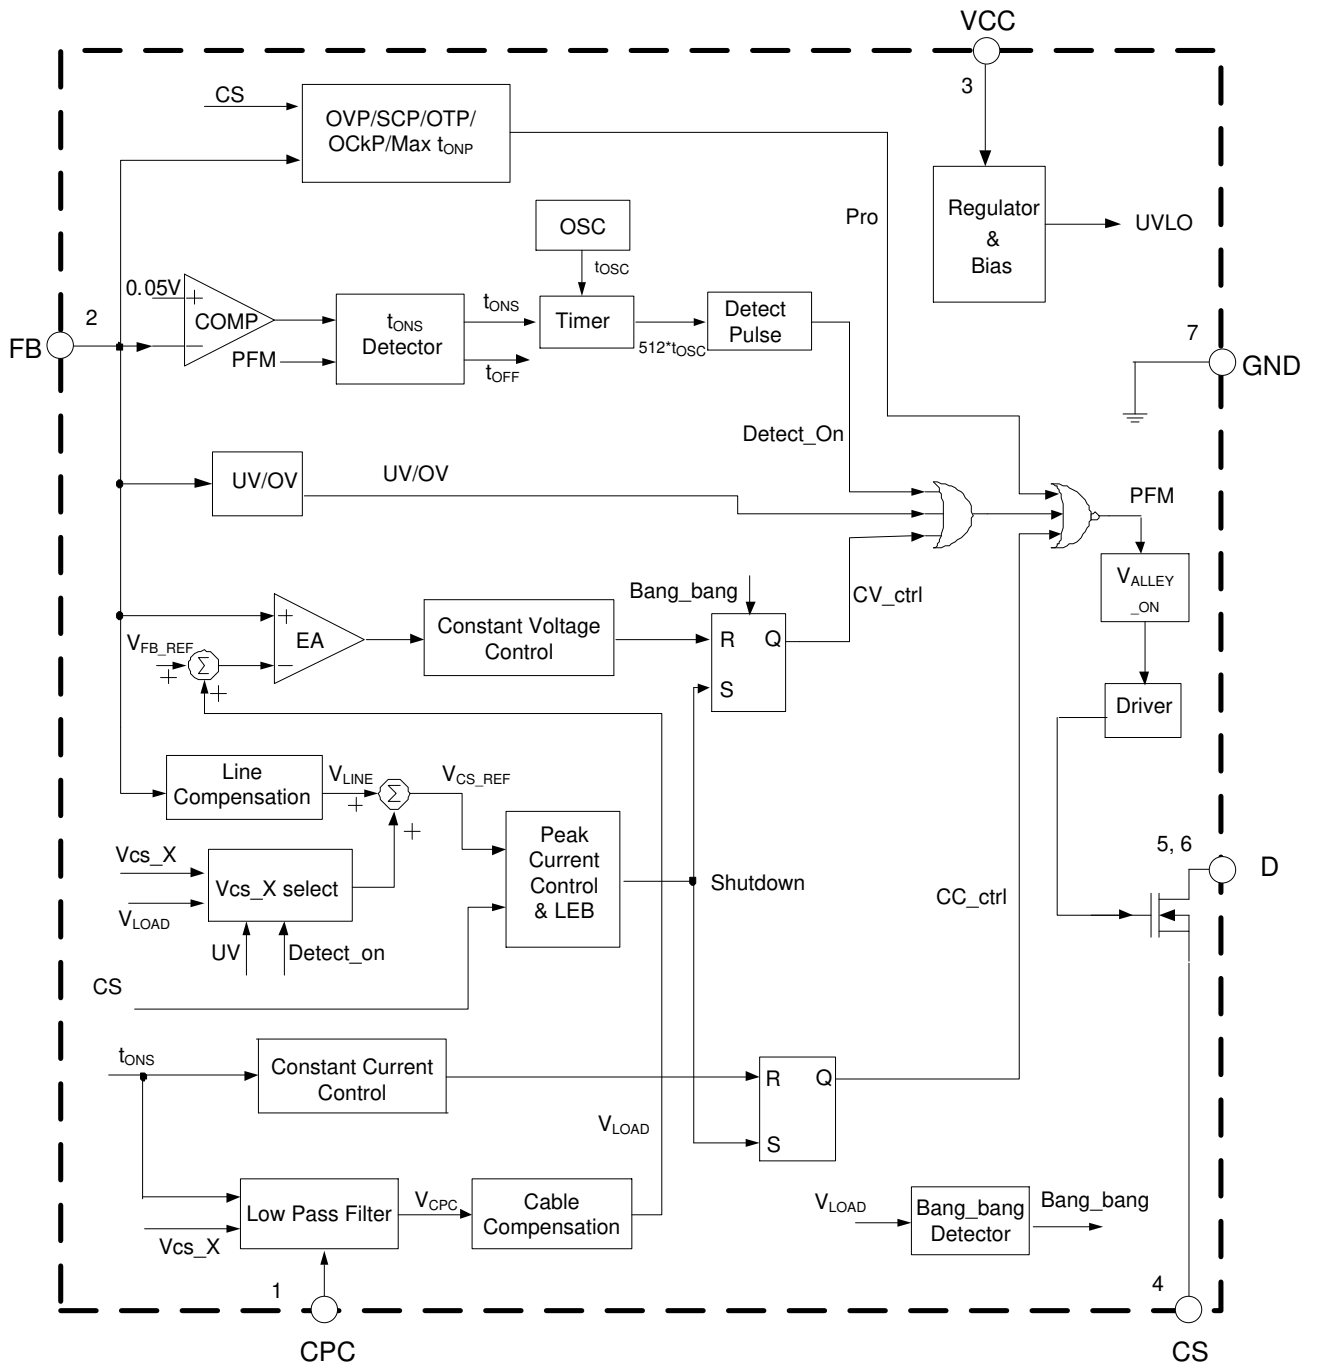 VCC
3
CS
OVP/SCP/OTP/
OCkP/Max tONP
Pro
Regulator
&
Bias
UVLO
OSC
tOSC
0.05V
+
COMP
−
tONS
Detector
PFM
tONS
tOFF
Timer
512*tOSC
Detect
Pulse
2
FB
7
GND
Detect_On
UV/OV
UV/OV
PFM
VALLEY
_ON
Bang_bang
CV_ctrl
+
EA
−
Constant Voltage
Control
R
Q
S
VFB_REF
+
Σ
+
Driver
Line
Compensation
VLINE
+
Σ
+
VCS_REF
Peak
Current
Control
& LEB
Vcs_X
VLOAD
Vcs_X select
UV
Detect_on
Shutdown
CC_ctrl
5, 6
D
CS
tONS
Constant Current
Control
R
Q
S
VLOAD
Low Pass Filter
Vcs_X
VCPC
Cable
Compensation
VLOAD
Bang_bang
Detector
Bang_bang
1
CPC
4
CS